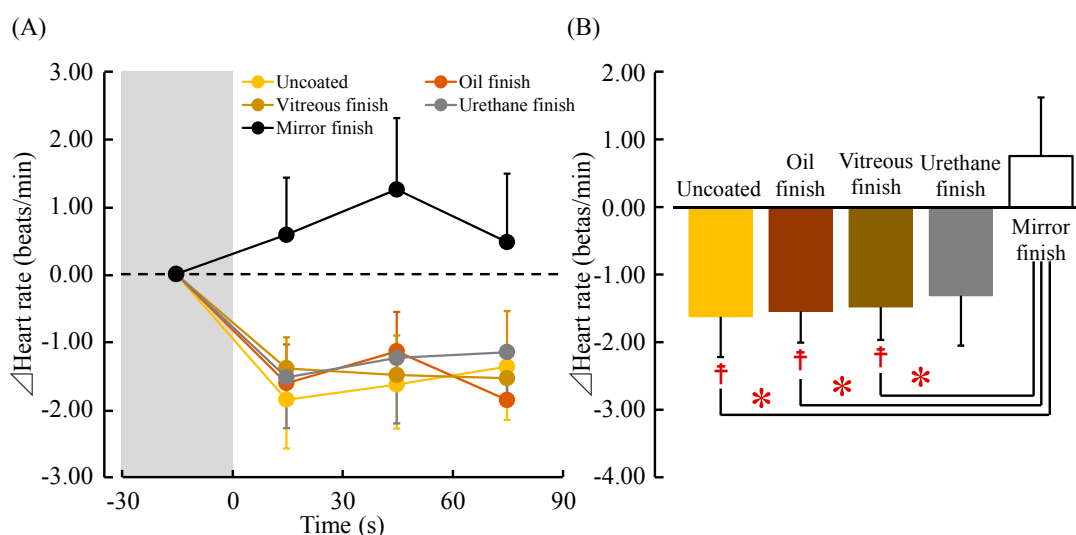 (A)
3.00
2.00
1.00
0.00
-1.00
-2.00
-3.00
⊿Heart rate (beats/min)
Uncoated
Oil finish
Vitreous finish
Urethane finish
Mirror finish
-30
0
30
60
90
Time (s)
(B)
2.00
1.00
0.00
-1.00
-2.00
-3.00
-4.00
⊿Heart rate (betas/min)
Uncoated
Oil
finish
Vitreous
finish
Urethane
finish
Mirror
finish
† † †
* * *